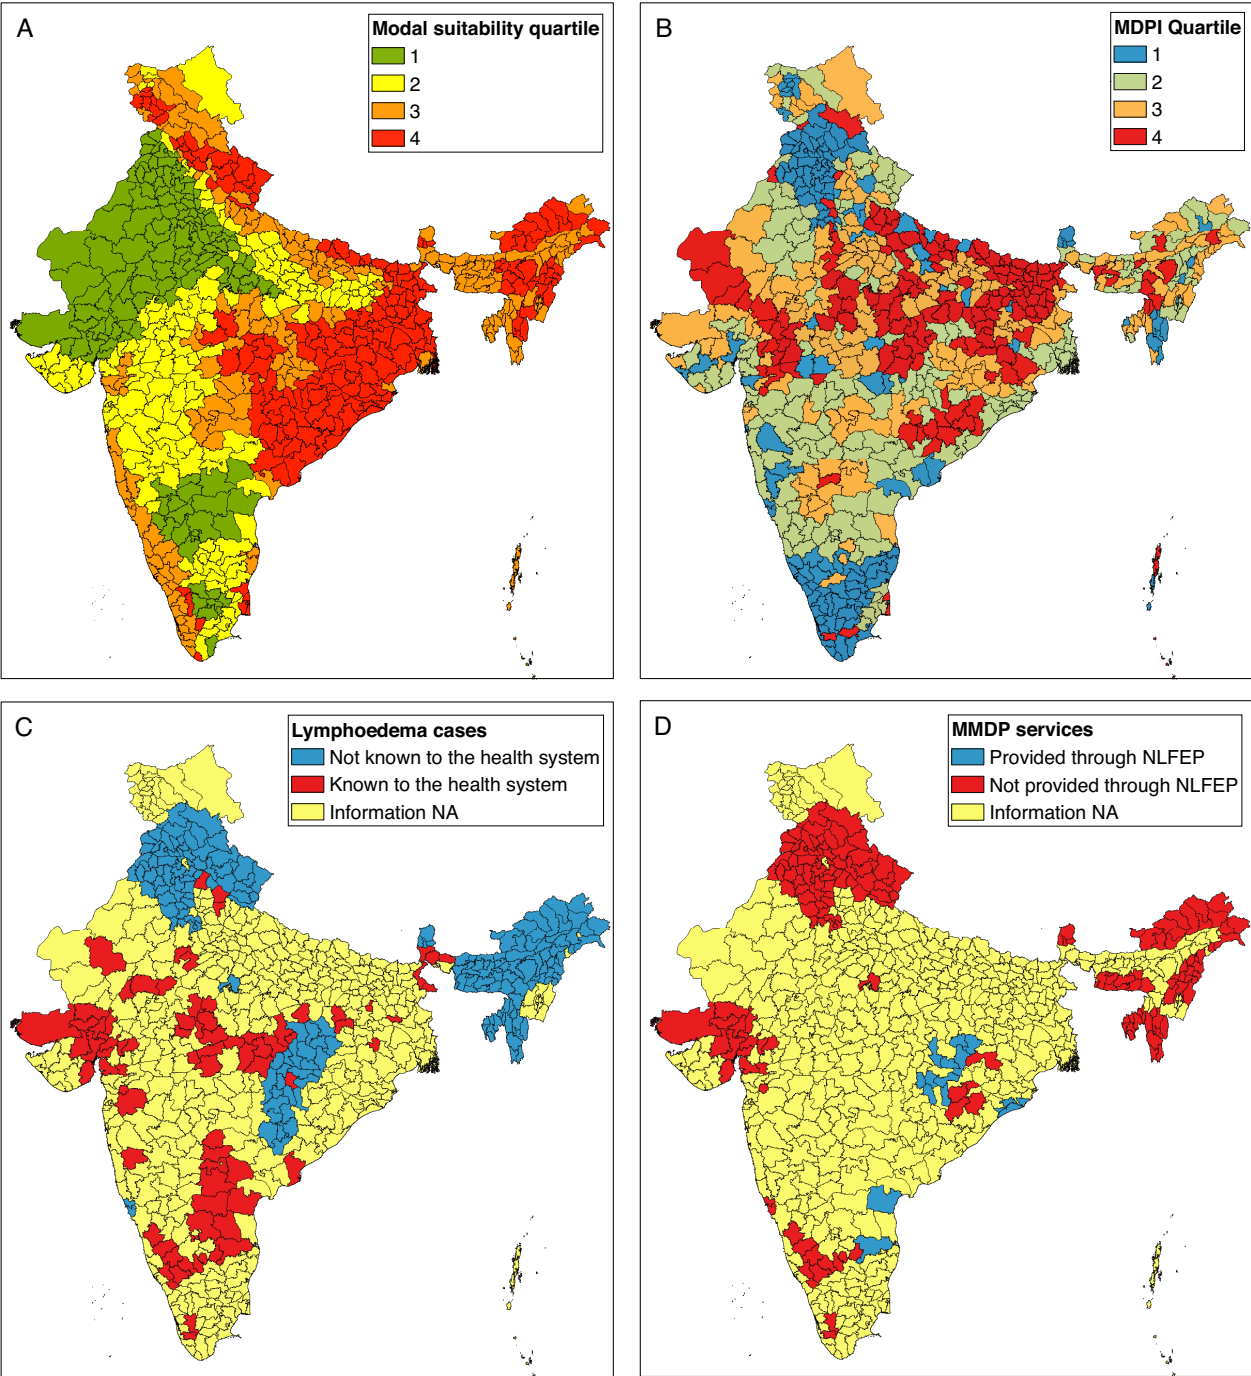 A
Modal suitability quartile
1
2
3
4
B
MDPI Quartile
1
2
3
4
C
Lymphoedema cases
Not known to the health system
Known to the health system
Information NA
D
MMDP services
Provided through NLFEP
Not provided through NLFEP
Information NA